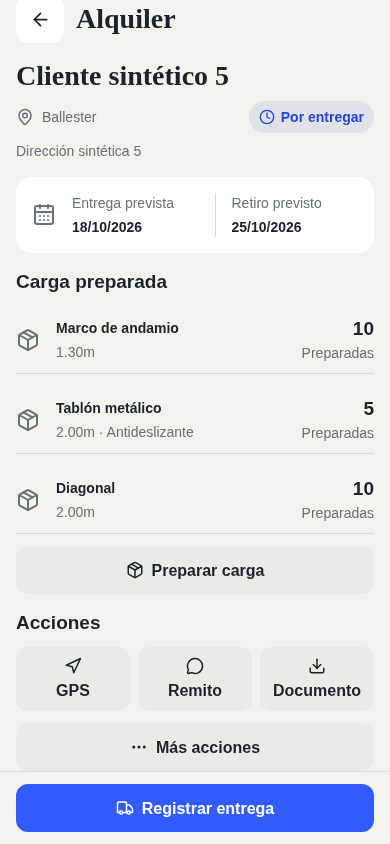 Alquiler
Cliente sintético 5
Ballester
Por entregar
Dirección sintética 5
Entrega prevista
18/10/2026
Retiro previsto
25/10/2026
Carga preparada
Marco de andamio
1.30m
10
Preparadas
Tablón metálico
2.00m · Antideslizante
5
Preparadas
Diagonal
2.00m
10
Preparadas
Preparar carga
Acciones
GPS
Remito
Documento
Más acciones
Registrar entrega